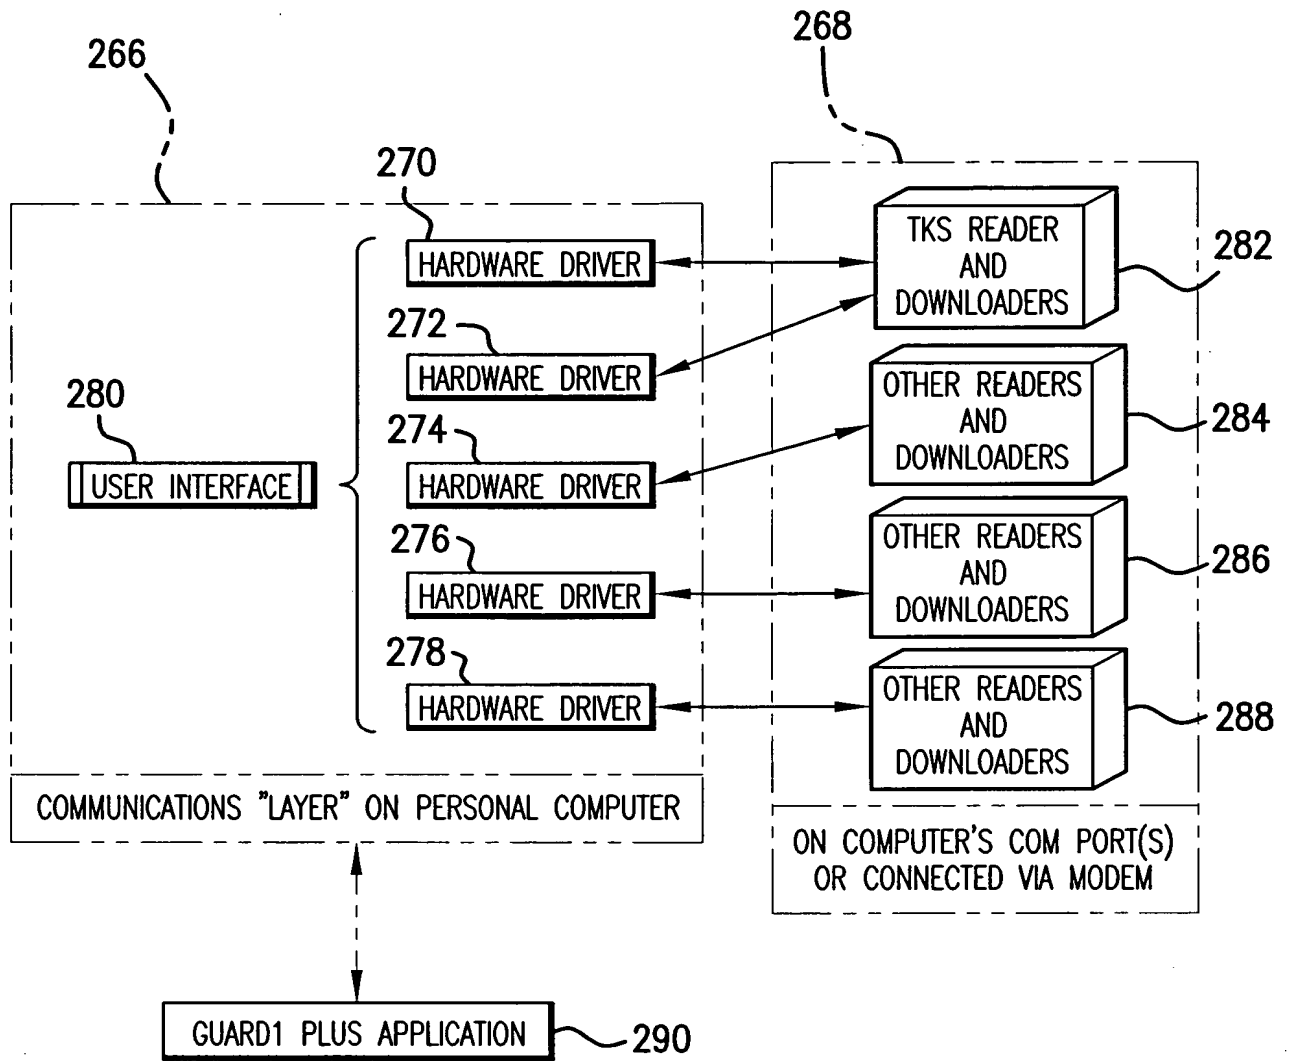 266
268
270
HARDWARE DRIVER
TKS READER
AND
DOWNLOADERS
282
272
HARDWARE DRIVER
280
USER INTERFACE
274
HARDWARE DRIVER
OTHER READERS
AND
DOWNLOADERS
284
276
HARDWARE DRIVER
OTHER READERS
AND
DOWNLOADERS
286
278
HARDWARE DRIVER
OTHER READERS
AND
DOWNLOADERS
288
COMMUNICATIONS "LAYER" ON PERSONAL COMPUTER
ON COMPUTER'S COM PORT(S)
OR CONNECTED VIA MODEM
GUARD1 PLUS APPLICATION
290